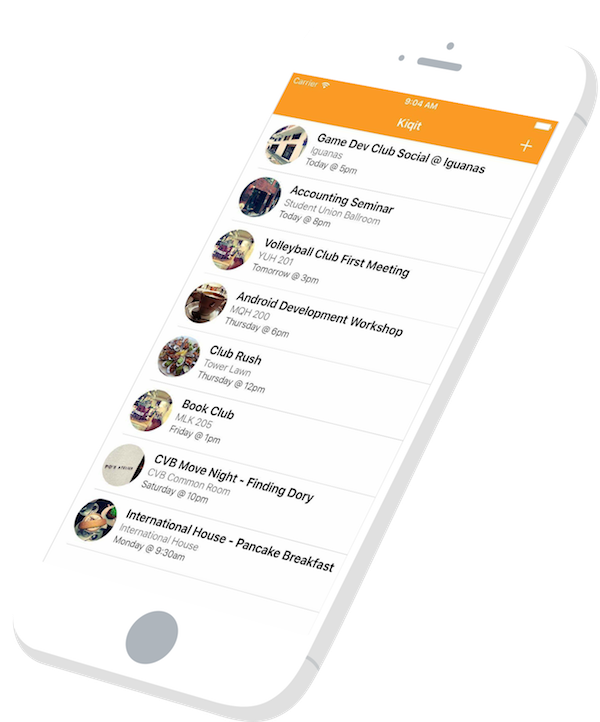 Carrier
9:04 AM
Kiqit
+
Game Dev Club Social @ Iguanas
Iguanas
Today @ 5pm
Accounting Seminar
Student Union Ballroom
Today @ 8pm
Volleyball Club First Meeting
YUH 201
Tomorrow @ 3pm
Android Development Workshop
MQH 200
Thursday @ 6pm
Club Rush
Tower Lawn
Thursday @ 12pm
Book Club
MLK 205
Friday @ 1pm
CVB Move Night - Finding Dory
CVB Common Room
Saturday @ 10pm
International House - Pancake Breakfast
International House
Monday @ 9:30am